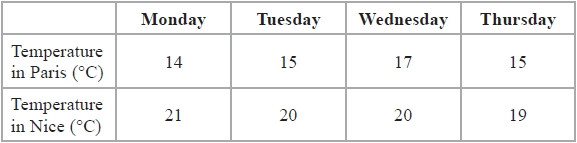 Monday Tuesday Wednesday Thursday
Temperature
in Paris (°C) 14 15 17 15
Temperature
in Nice (°C) 21 20 20 19